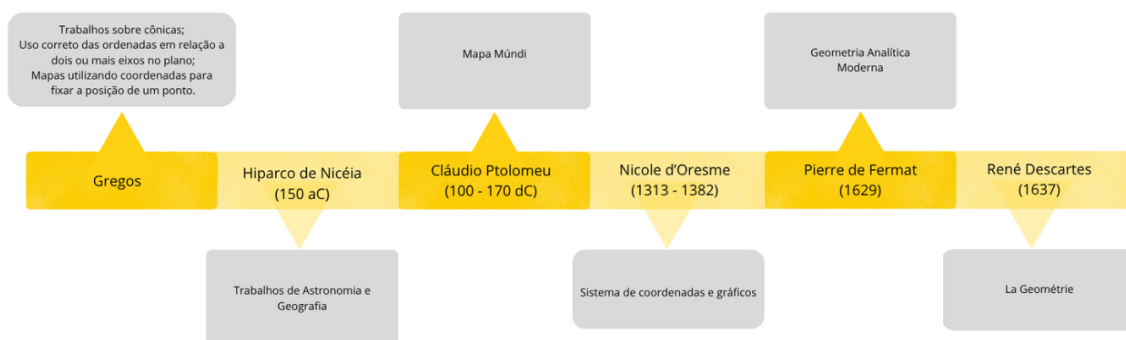 Trabalhos sobre cônicas;
Uso correto das ordenadas em relação a
dois ou mais eixos no plano;
Mapas utilizando coordenadas para
fixar a posição de um ponto.
Mapa Múndi
Geometria Analítica
Moderna
Gregos
Hiparco de Nicéia
(150 aC)
Cláudio Ptolomeu
(100 - 170 dC)
Nicole d'Oresme
(1313 - 1382)
Pierre de Fermat
(1629)
René Descartes
(1637)
Trabalhos de Astronomia e
Geografia
Sistema de coordenadas e gráficos
La Geométrie